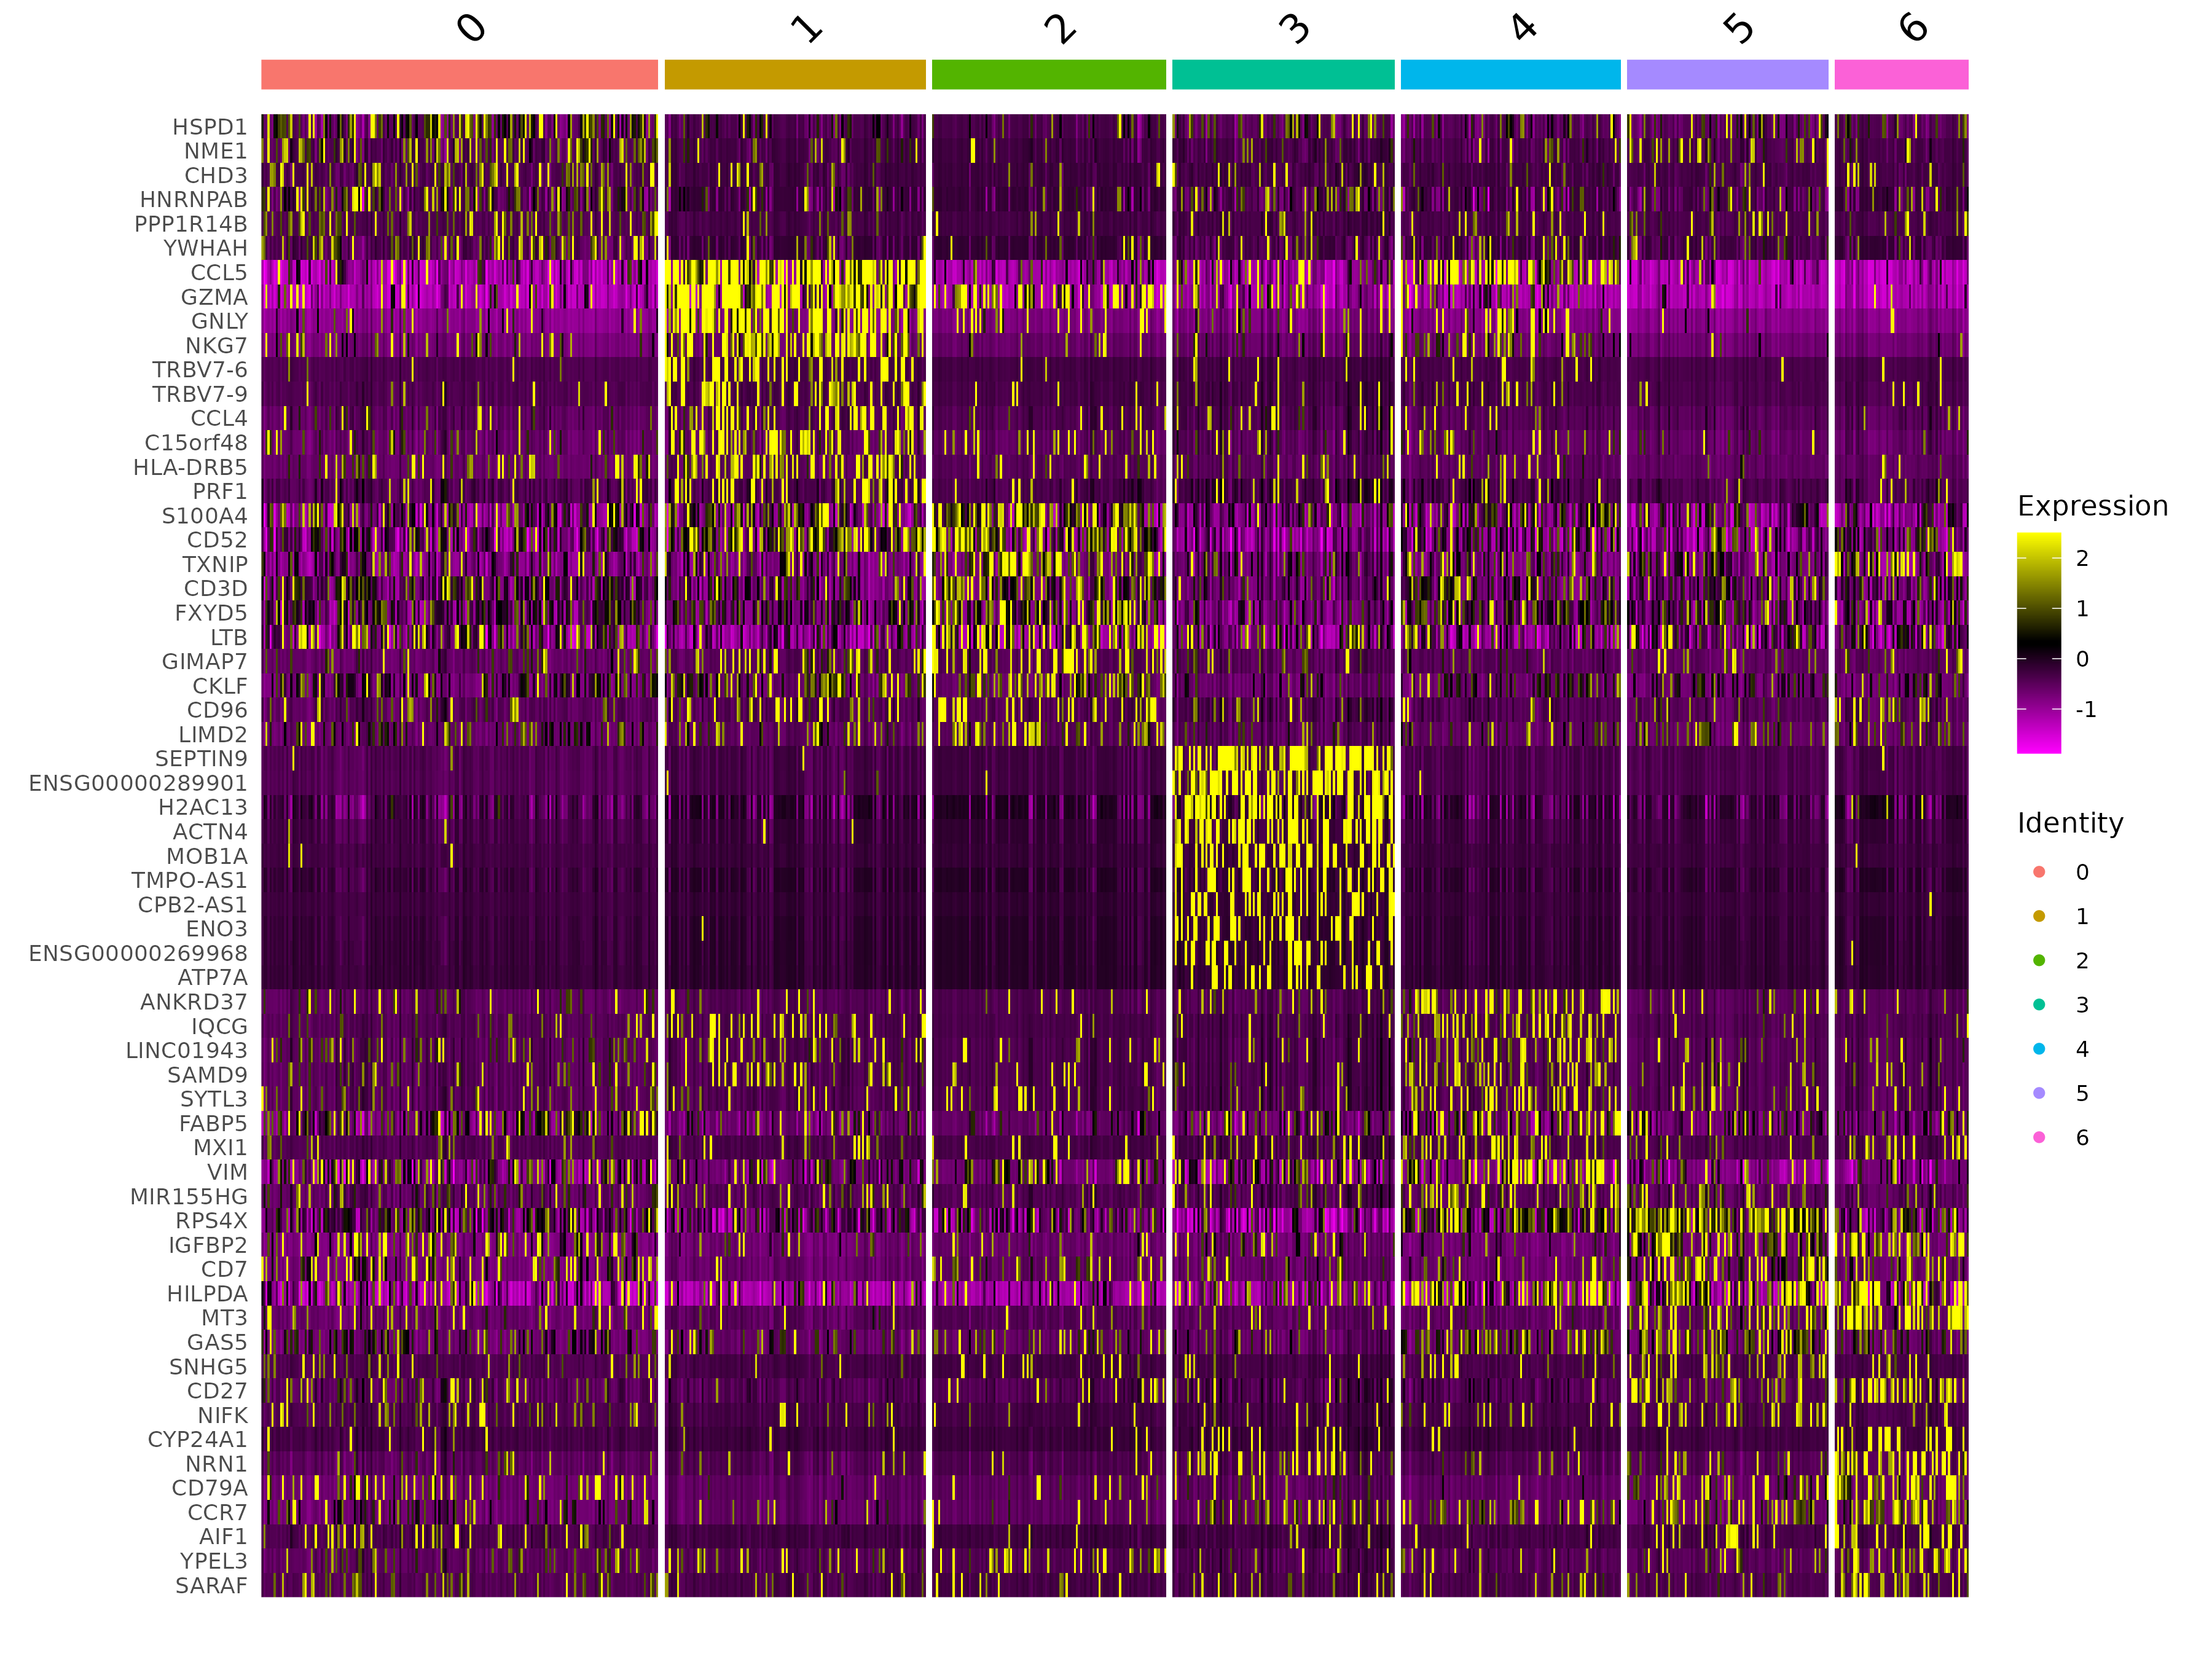 0 1 2 3 4 5 6
HSPD1
NME1
CHD3
HNRNPAB
PPP1R14B
YWHAH
CCL5
GZMA
GNLY
NKG7
TRBV7-6
TRBV7-9
CCL4
C15orf48
HLA-DRB5
PRF1
S100A4
CD52
TXNIP
CD3D
FXYD5
LTB
GIMAP7
CKLF
CD96
LIMD2
SEPTIN9
ENSG00000289901
H2AC13
ACTN4
MOB1A
TMPO-AS1
CPB2-AS1
ENO3
ENSG00000269968
ATP7A
ANKRD37
IQCG
LINC01943
SAMD9
SYTL3
FABP5
MXI1
VIM
MIR155HG
RPS4X
IGFBP2
CD7
HILPDA
MT3
GAS5
SNHG5
CD27
NIFK
CYP24A1
NRN1
CD79A
CCR7
AIF1
YPEL3
SARAF
Expression
2
1
0
-1
Identity
0
1
2
3
4
5
6